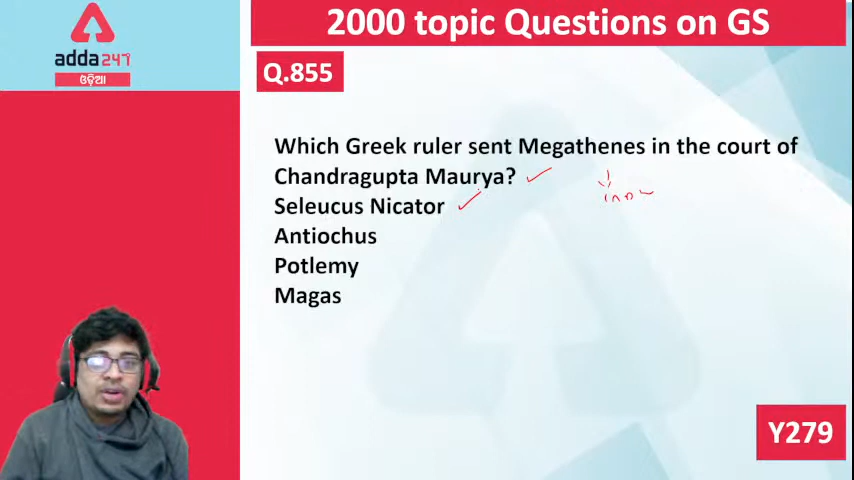 2000 topic Questions on GS
adda247
ଓଡ଼ିଆ
Q.855
Which Greek ruler sent Megathenes in the court of
Chandragupta Maurya?
Seleucus Nicator
Antiochus
Potlemy
Magas
Y279